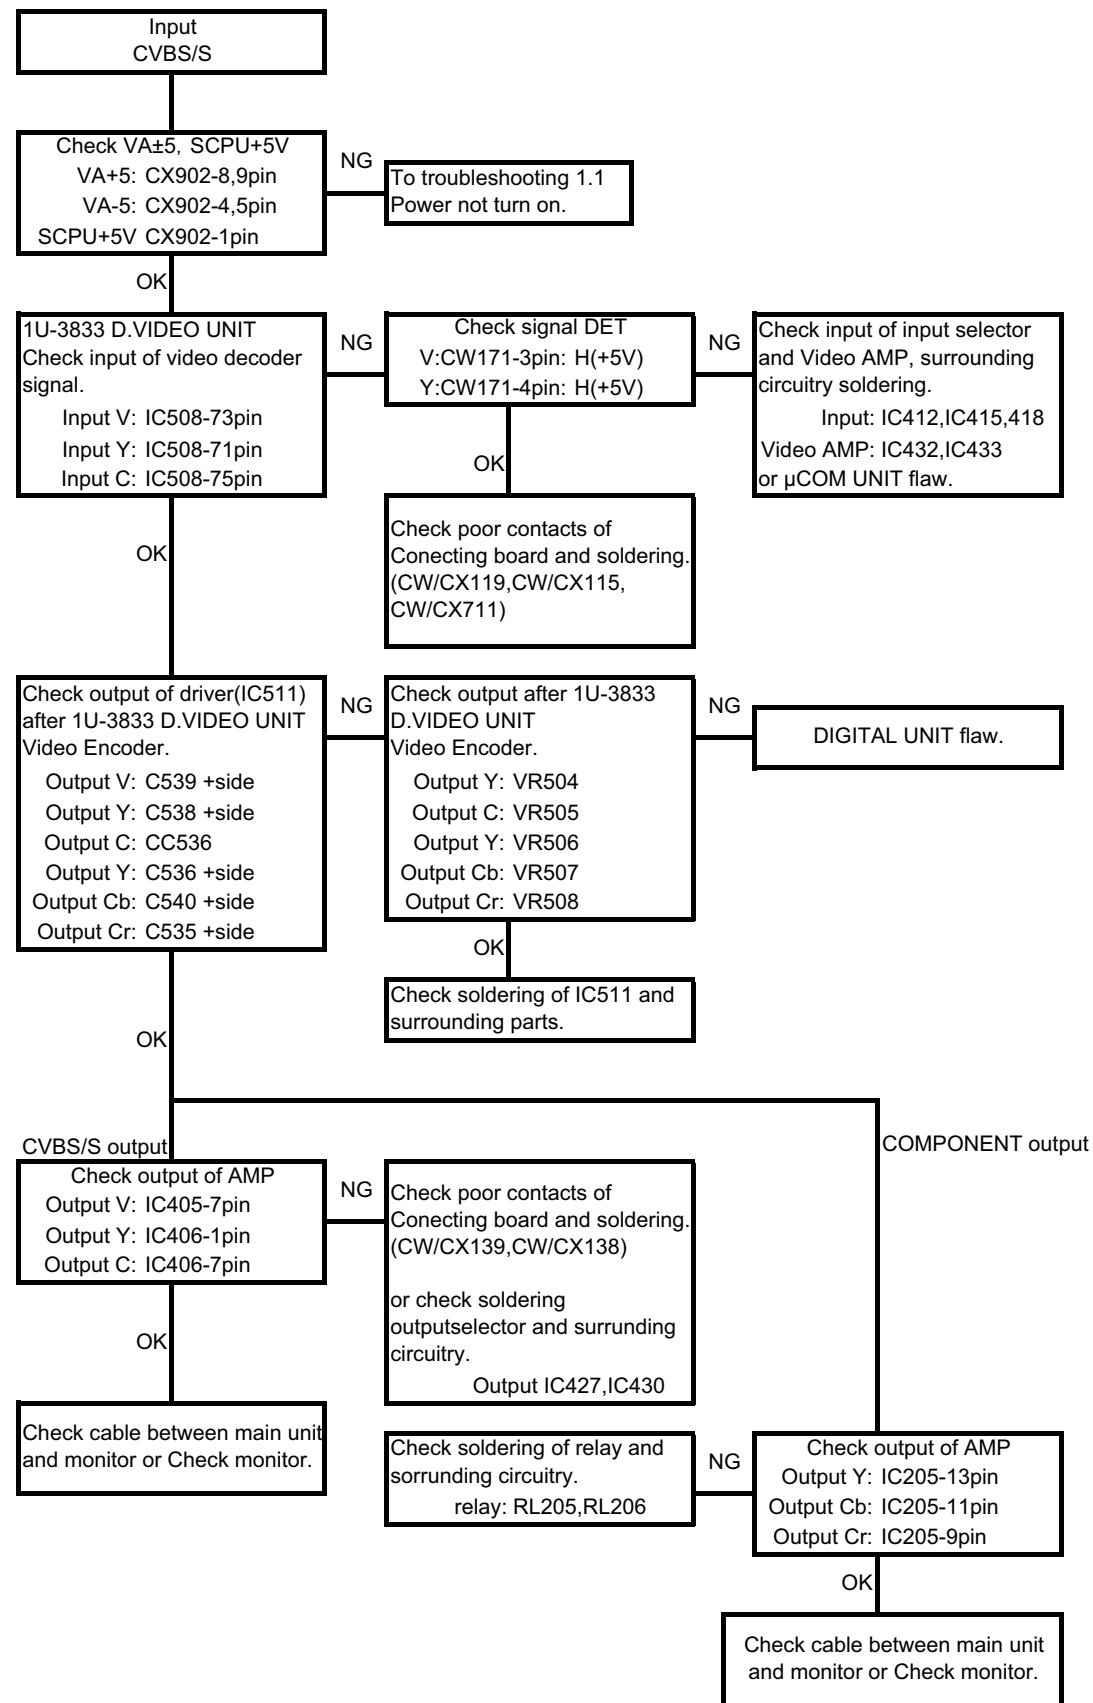 Input
CVBS/S
Check VA±5, SCPU+5V
VA+5: CX902-8,9pin
VA-5: CX902-4,5pin
SCPU+5V CX902-1pin
NG
To troubleshooting 1.1
Power not turn on.
OK
1U-3833 D.VIDEO UNIT
Check input of video decoder
signal.
Input V: IC508-73pin
Input Y: IC508-71pin
Input C: IC508-75pin
NG
Check signal DET
V:CW171-3pin: H(+5V)
Y:CW171-4pin: H(+5V)
NG
Check input of input selector
and Video AMP, surrounding
circuitry soldering.
Input: IC412,IC415,418
Video AMP: IC432,IC433
or µCOM UNIT flaw.
OK
Check poor contacts of
Conecting board and soldering.
(CW/CX119,CW/CX115,
CW/CX711)
OK
Check output of driver(IC511)
after 1U-3833 D.VIDEO UNIT
Video Encoder.
Output V: C539 +side
Output Y: C538 +side
Output C: CC536
Output Y: C536 +side
Output Cb: C540 +side
Output Cr: C535 +side
NG
Check output after 1U-3833
D.VIDEO UNIT
Video Encoder.
Output Y: VR504
Output C: VR505
Output Y: VR506
Output Cb: VR507
Output Cr: VR508
NG
DIGITAL UNIT flaw.
OK
Check soldering of IC511 and
surrounding parts.
OK
CVBS/S output
COMPONENT output
Check output of AMP
Output V: IC405-7pin
Output Y: IC406-1pin
Output C: IC406-7pin
NG
Check poor contacts of
Conecting board and soldering.
(CW/CX139,CW/CX138)
or check soldering
outputselector and surrunding
circuitry.
Output IC427,IC430
OK
Check cable between main unit
and monitor or Check monitor.
Check soldering of relay and
sorrunding circuitry.
relay: RL205,RL206
NG
Check output of AMP
Output Y: IC205-13pin
Output Cb: IC205-11pin
Output Cr: IC205-9pin
OK
Check cable between main unit
and monitor or Check monitor.